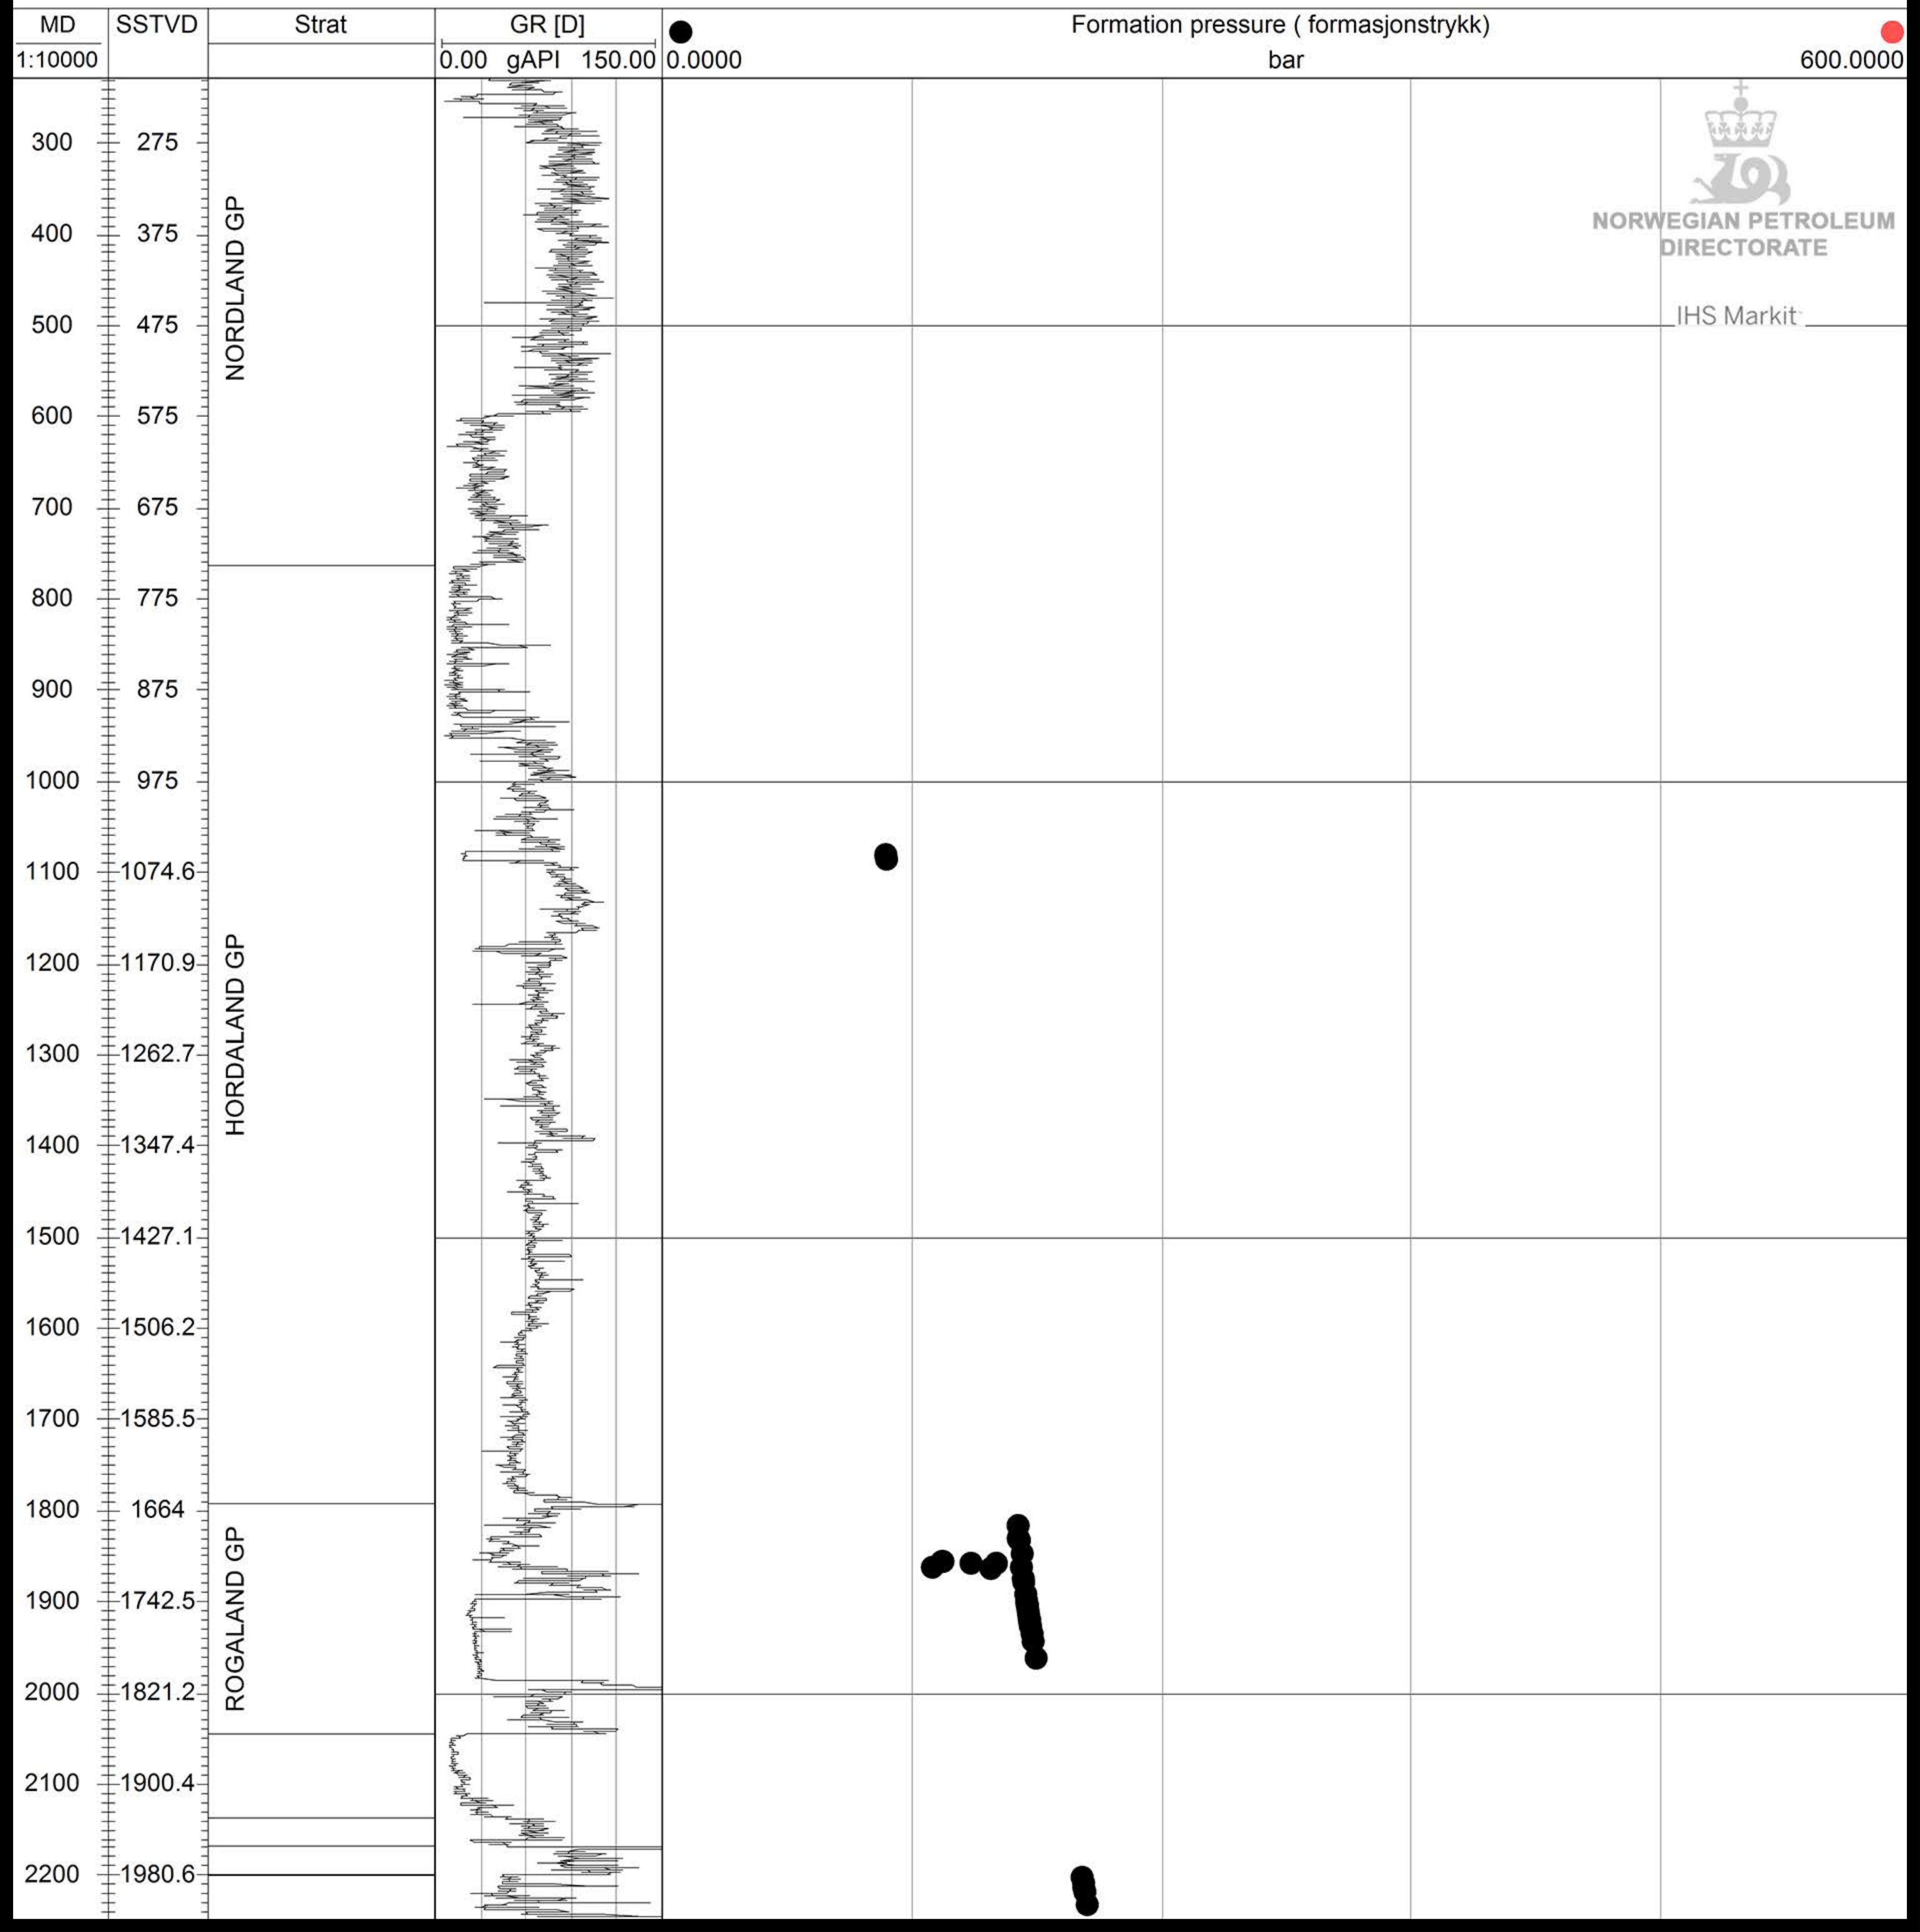 MD SSTVD Strat GR [D] Formation pressure ( formasjonstrykk)
1:10000 0.00 gAPI 150.00 0.0000 bar 600.0000
NORWEGIAN PETROLEUM
DIRECTORATE
IHS Markit
NORDLAND GP
HORDALAND GP
ROGALAND GP
300 275
400 375
500 475
600 575
700 675
800 775
900 875
1000 975
1100 1074.6
1200 1170.9
1300 1262.7
1400 1347.4
1500 1427.1
1600 1506.2
1700 1585.5
1800 1664
1900 1742.5
2000 1821.2
2100 1900.4
2200 1980.6